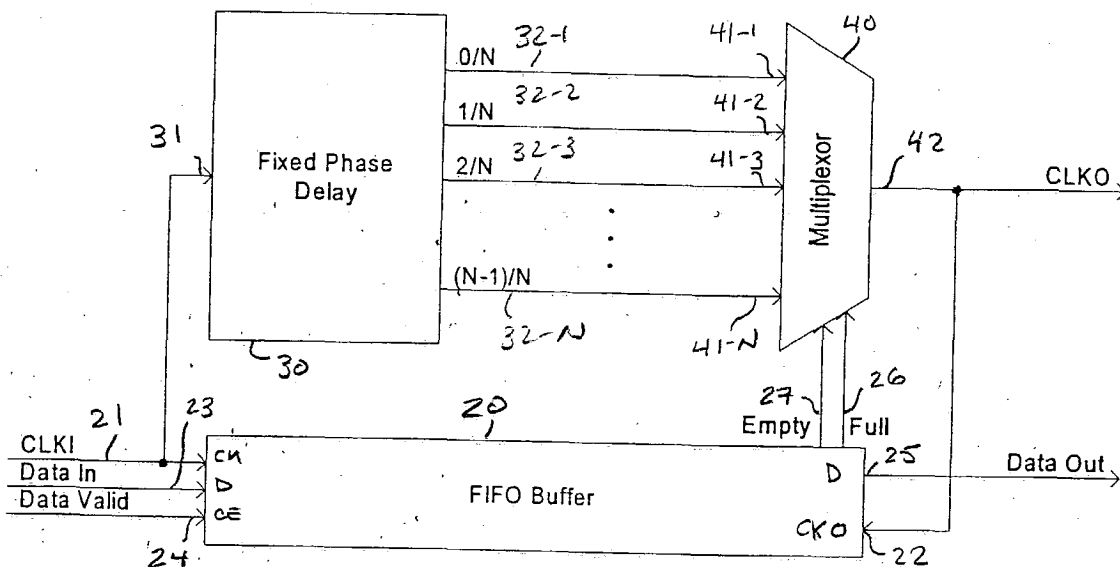 40
0/N
32-1
41-1
32-2
1/N
41-2
32-3
2/N
41-3
31
Fixed Phase
Delay
Multiplexor
42
CLKO
(N-1)/N
32-N
41-N
30
27
26
Empty
Full
21
23
20
CLKI
Data In
Data Valid
D
CE
FIFO Buffer
D
25
Data Out
CKO
24
22